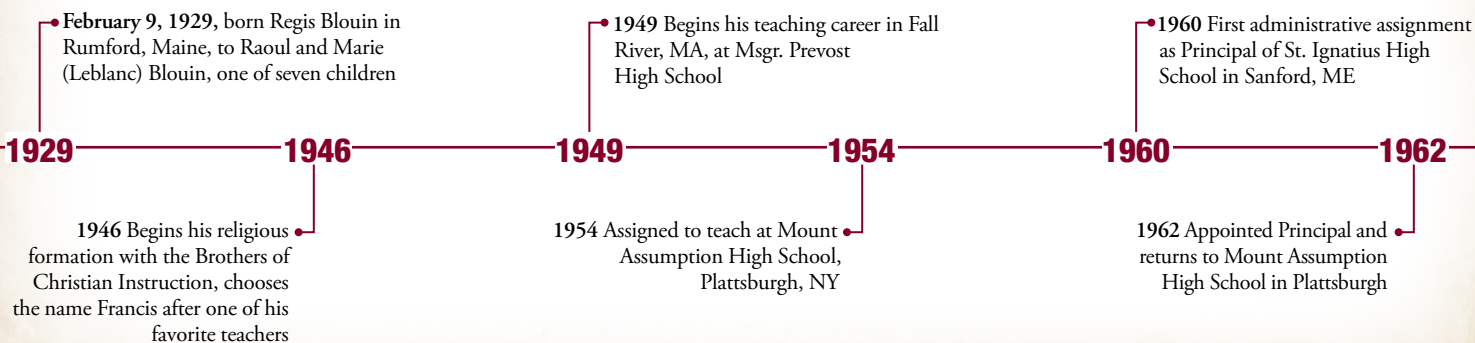 February 9, 1929, born Regis Blouin in
Rumford, Maine, to Raoul and Marie
(Leblanc) Blouin, one of seven children
1949 Begins his teaching career in Fall
River, MA, at Msgr. Prevost
High School
1960 First administrative assignment
as Principal of St. Ignatius High
School in Sanford, ME
1929
1946
1949
1954
1960
1962
1946 Begins his religious
formation with the Brothers of
Christian Instruction, chooses
the name Francis after one of his
favorite teachers
1954 Assigned to teach at Mount
Assumption High School,
Plattsburgh, NY
1962 Appointed Principal and
returns to Mount Assumption
High School in Plattsburgh